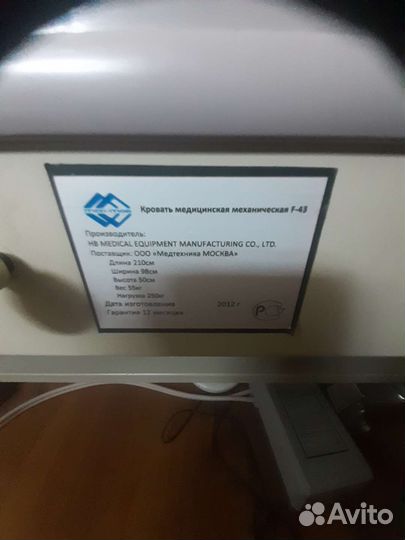 Кровать медицинская механическая F-43
Производитель:
HB MEDICAL EQUIPMENT MANUFACTURING CO., LTD.
Поставщик: ООО «Медтехника МОСКВА»
Длина 210см
Ширина 98см
Высота 50см
Вес 55кг
Нагрузка 250кг
Дата изготовления 2012 г
Гарантия 12 месяцев
Avito